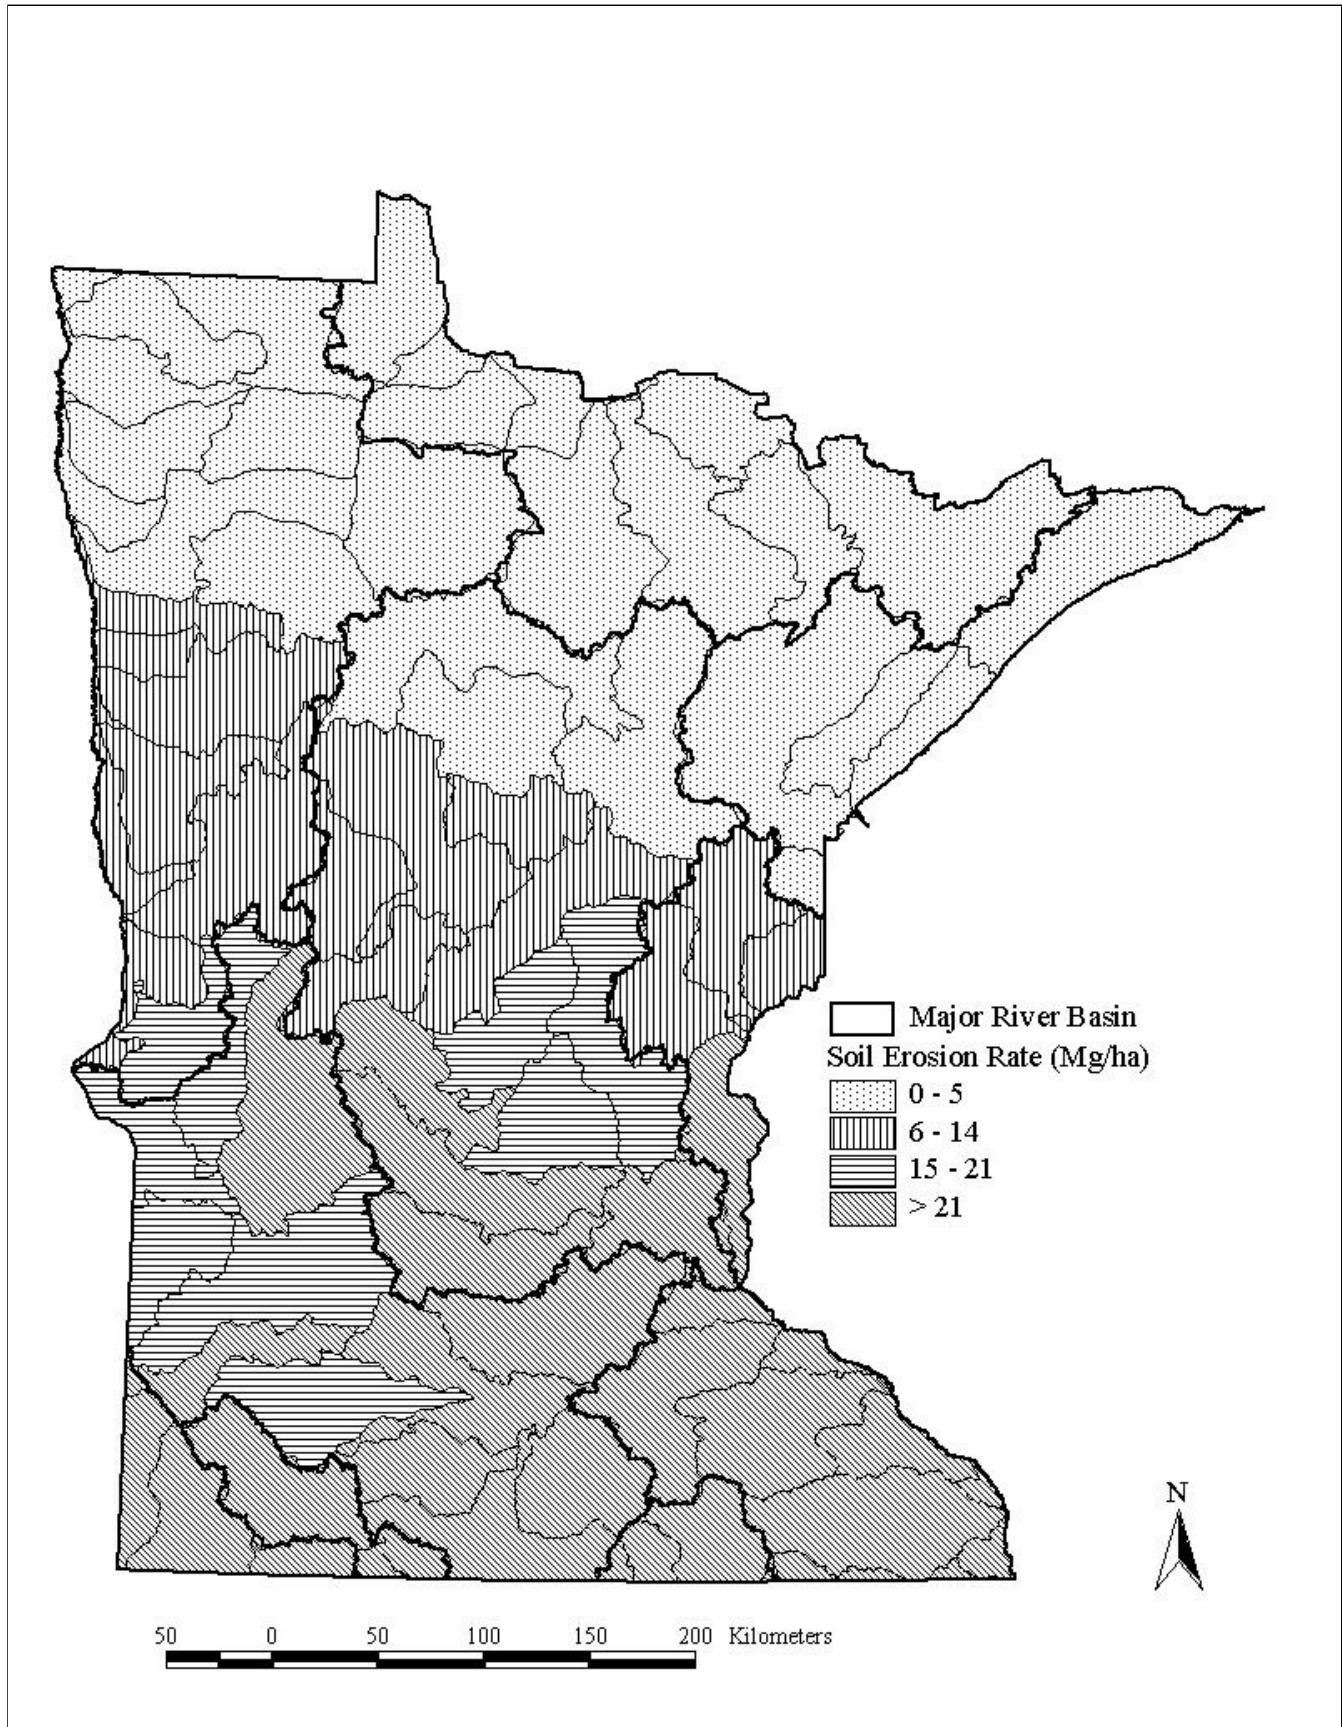 Major River Basin
Soil Erosion Rate (Mg/ha)
0 - 5
6 - 14
15 - 21
> 21
N
50 0 50 100 150 200 Kilometers